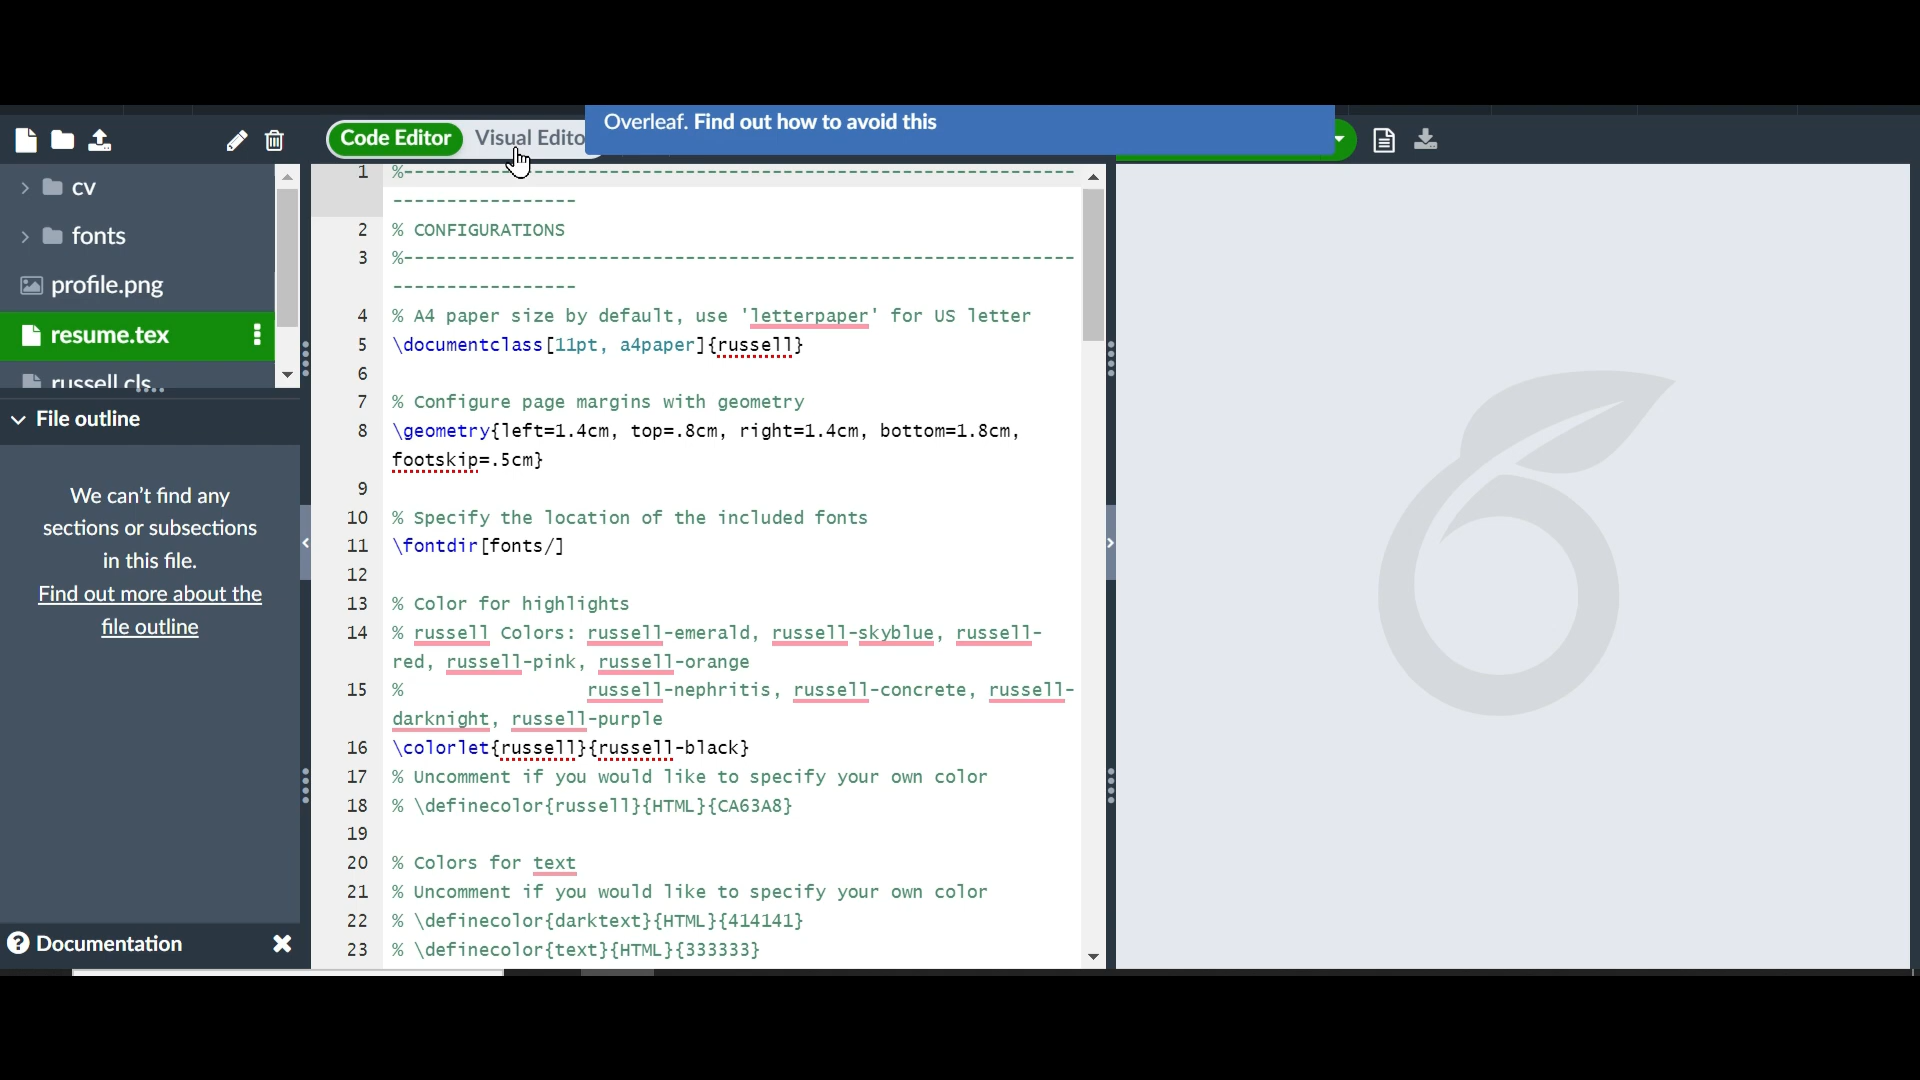 Overleaf. Find out how to avoid this
Code Editor Visual Edito
cv
fonts
profile.png
resume.tex
russell.cls
File outline
We can't find any
sections or subsections
in this file.
Find out more about the
file outline
Documentation
1 %---------------------------------------------------------------
-----------------
2 % CONFIGURATIONS
3 %---------------------------------------------------------------
-----------------
4 % A4 paper size by default, use 'letterpaper' for US letter
5 \documentclass[11pt, a4paper]{russell}
6
7 % Configure page margins with geometry
8 \geometry{left=1.4cm, top=.8cm, right=1.4cm, bottom=1.8cm,
footskip=.5cm}
9
10 % Specify the location of the included fonts
11 \fontdir[fonts/]
12
13 % Color for highlights
14 % russell Colors: russell-emerald, russell-skyblue, russell-
red, russell-pink, russell-orange
15 %                 russell-nephritis, russell-concrete, russell-
darknight, russell-purple
16 \colorlet{russell}{russell-black}
17 % Uncomment if you would like to specify your own color
18 % \definecolor{russell}{HTML}{CA63A8}
19
20 % Colors for text
21 % Uncomment if you would like to specify your own color
22 % \definecolor{darktext}{HTML}{414141}
23 % \definecolor{text}{HTML}{333333}